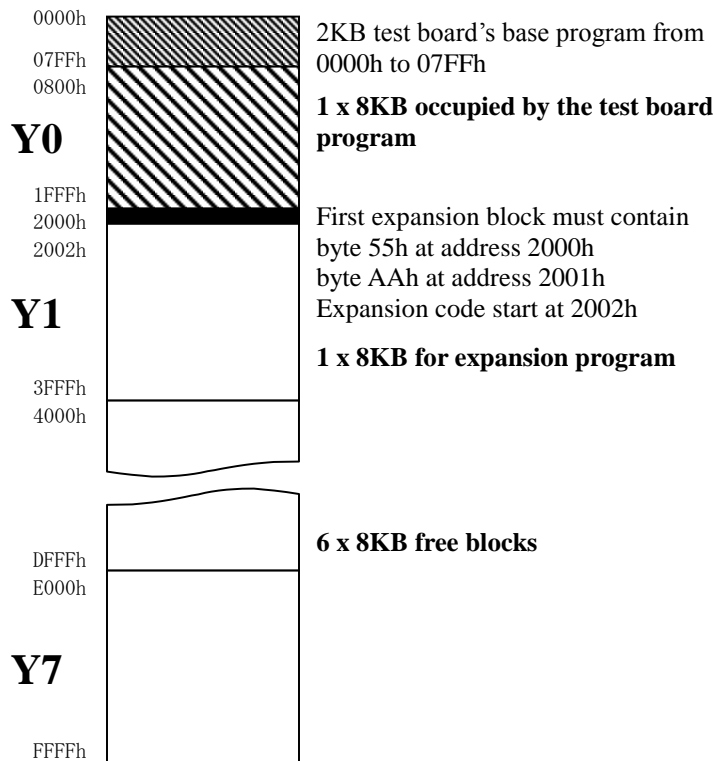 0000h
2KB test board's base program from
0000h to 07FFh
07FFh
0800h
1 x 8KB occupied by the test board
program
Y0
1FFFh
2000h
2002h
First expansion block must contain
byte 55h at address 2000h
byte AAh at address 2001h
Expansion code start at 2002h
Y1
1 x 8KB for expansion program
3FFFh
4000h
6 x 8KB free blocks
DFFFh
E000h
Y7
FFFFh